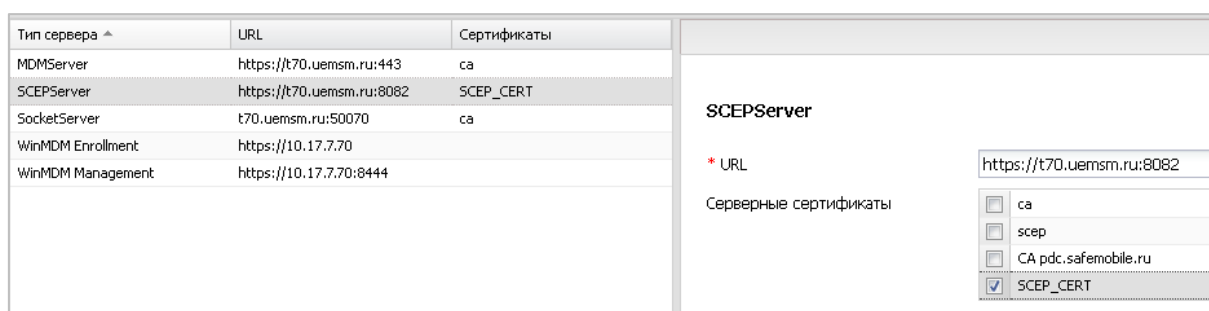 Тип сервера URL Сертификаты
MDMServer https://t70.uemsm.ru:443 ca
SCEPServer https://t70.uemsm.ru:8082 SCEP_CERT
SocketServer t70.uemsm.ru:50070 ca
WinMDM Enrollment https://10.17.7.70
WinMDM Management https://10.17.7.70:8444
SCEPServer
* URL https://t70.uemsm.ru:8082
Серверные сертификаты ca
scep
CA pdc.safemobile.ru
SCEP_CERT